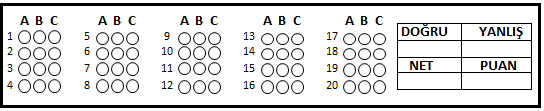 A B C A B C A B C A B C A B C
1 5 9 13 17 DOĞRU YANLIŞ
2 6 10 14 18
3 7 11 15 19 NET PUAN
4 8 12 16 20